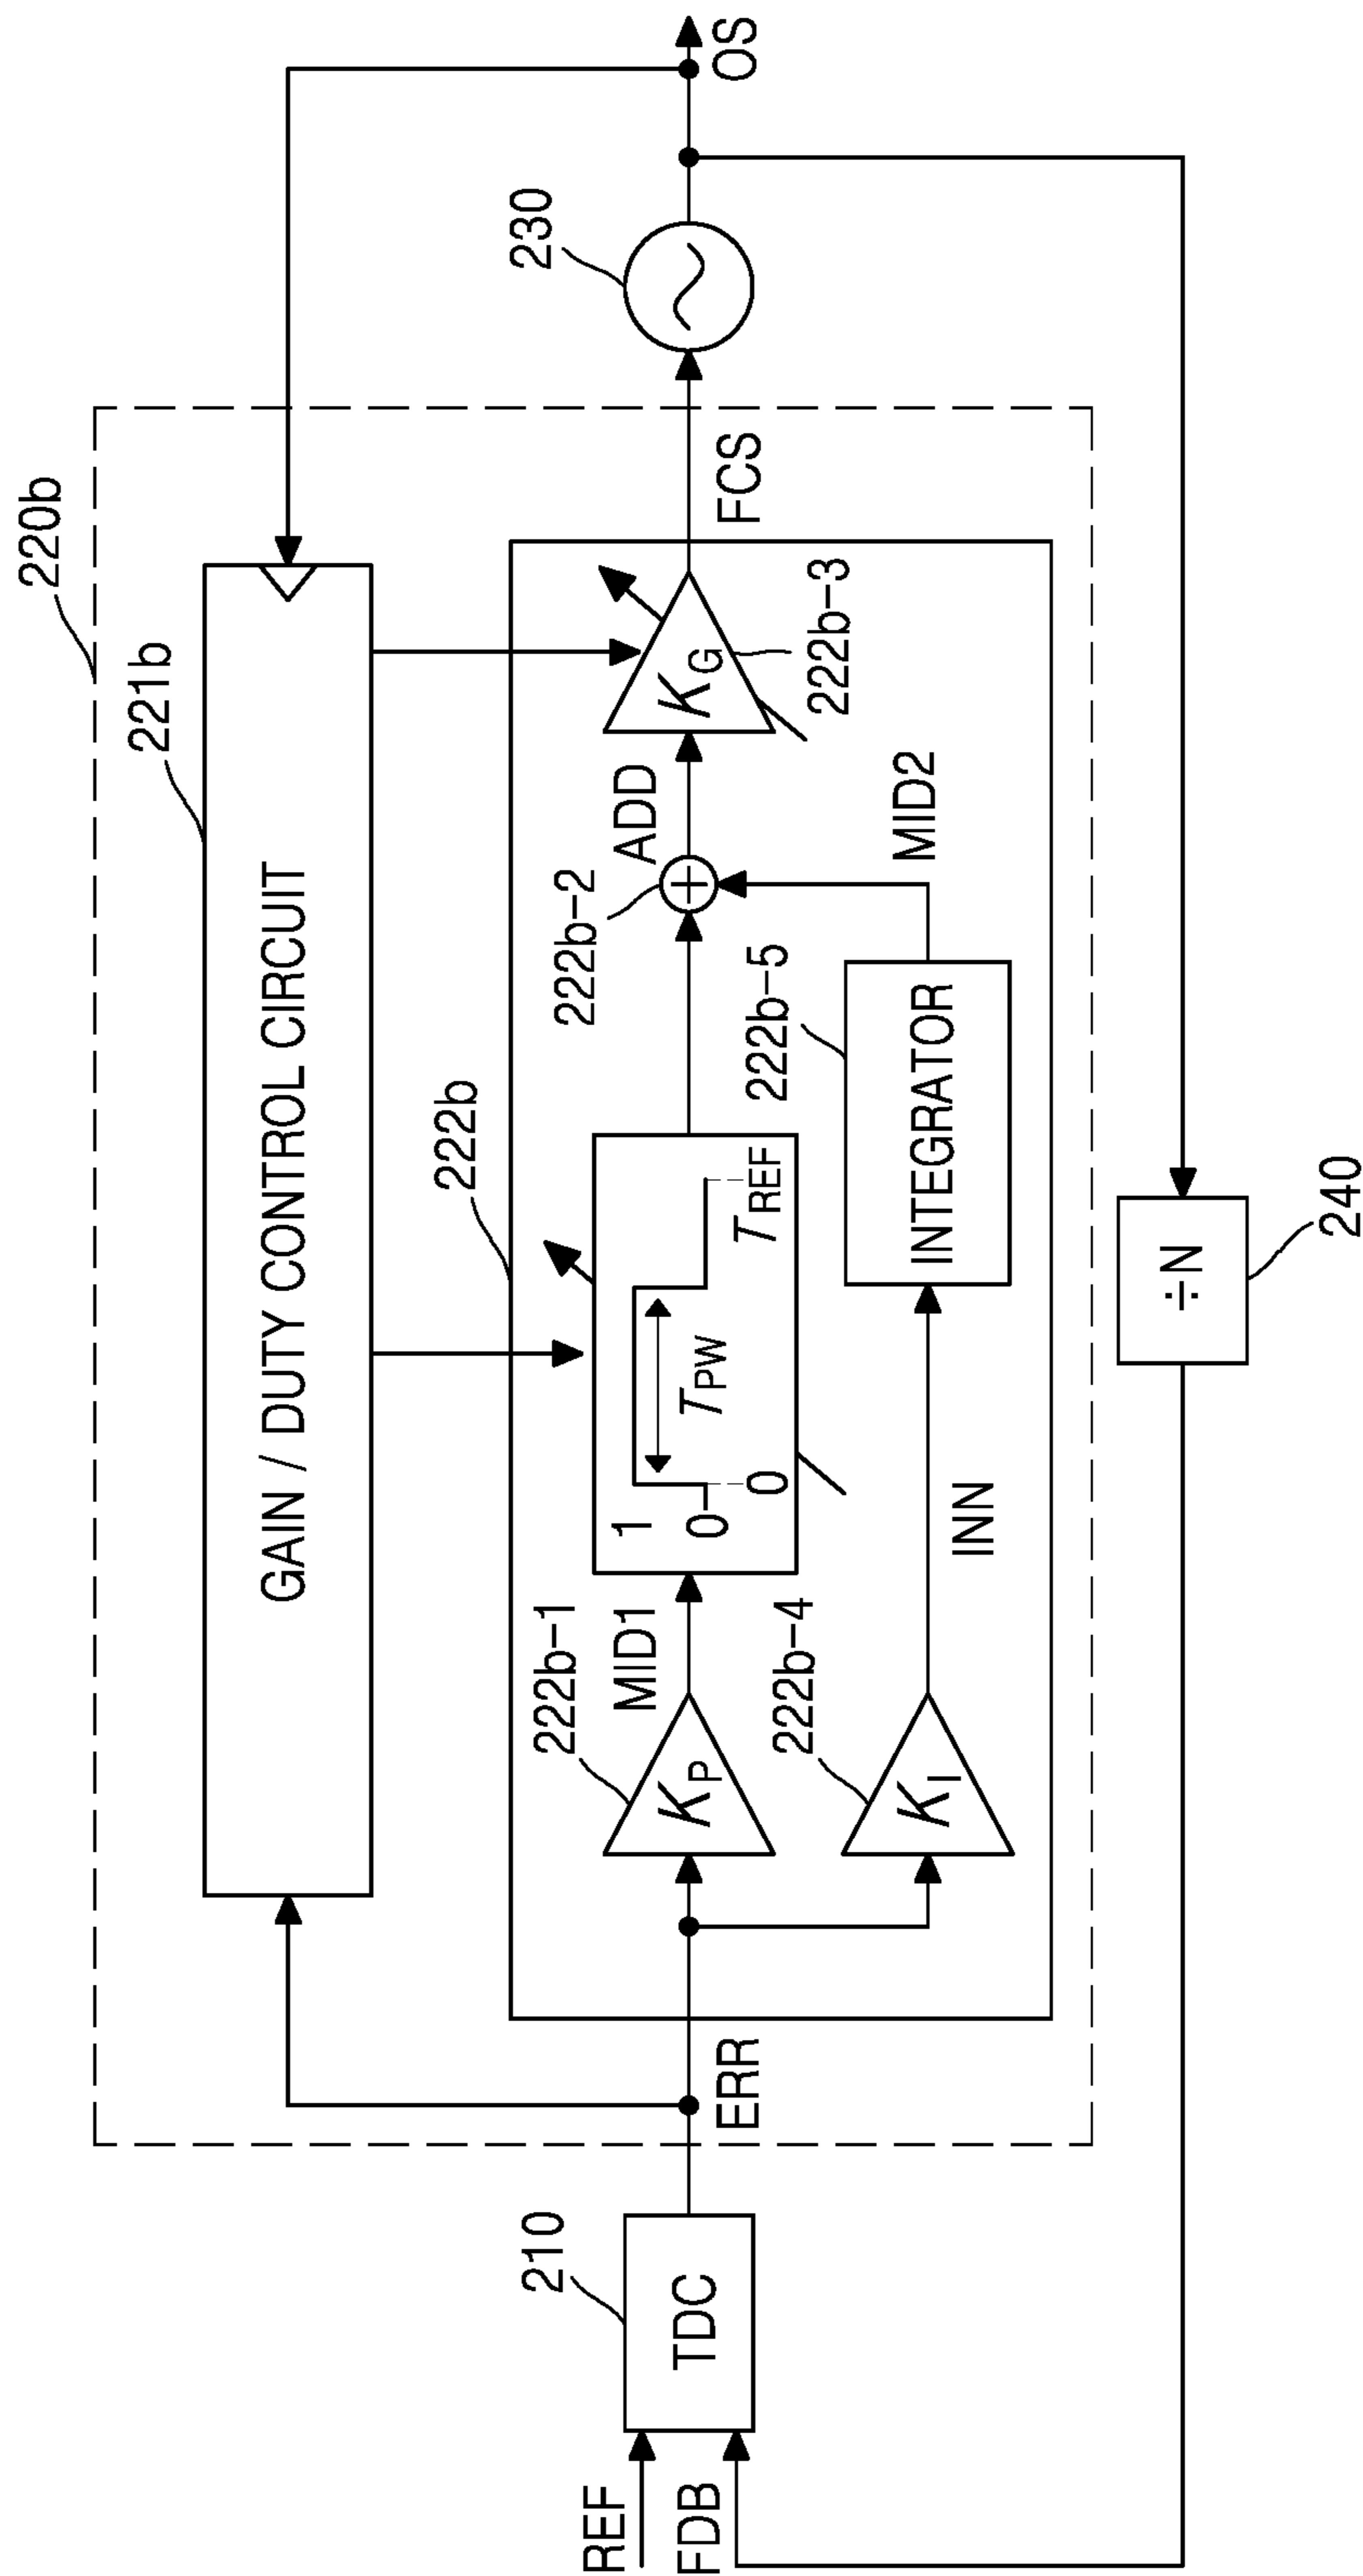 220b
221b
GAIN / DUTY CONTROL CIRCUIT
222b
210
TDC
REF
FDB
ERR
222b-1
K_P
MID1
1
0
0
T_PW
T_REF
222b-2
ADD
K_G
222b-3
FCS
230
OS
222b-4
K_I
INN
222b-5
INTEGRATOR
MID2
÷N
240